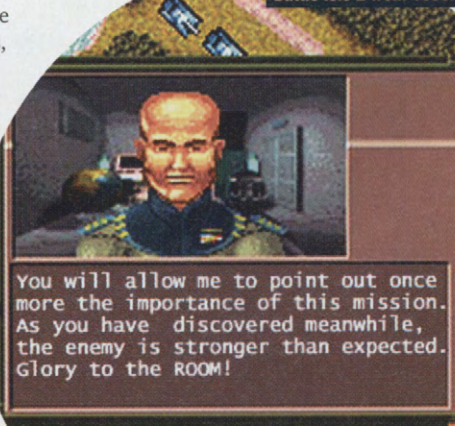 e
,
You will allow me to point out once
more the importance of this mission.
As you have discovered meanwhile,
the enemy is stronger than expected.
Glory to the ROOM!